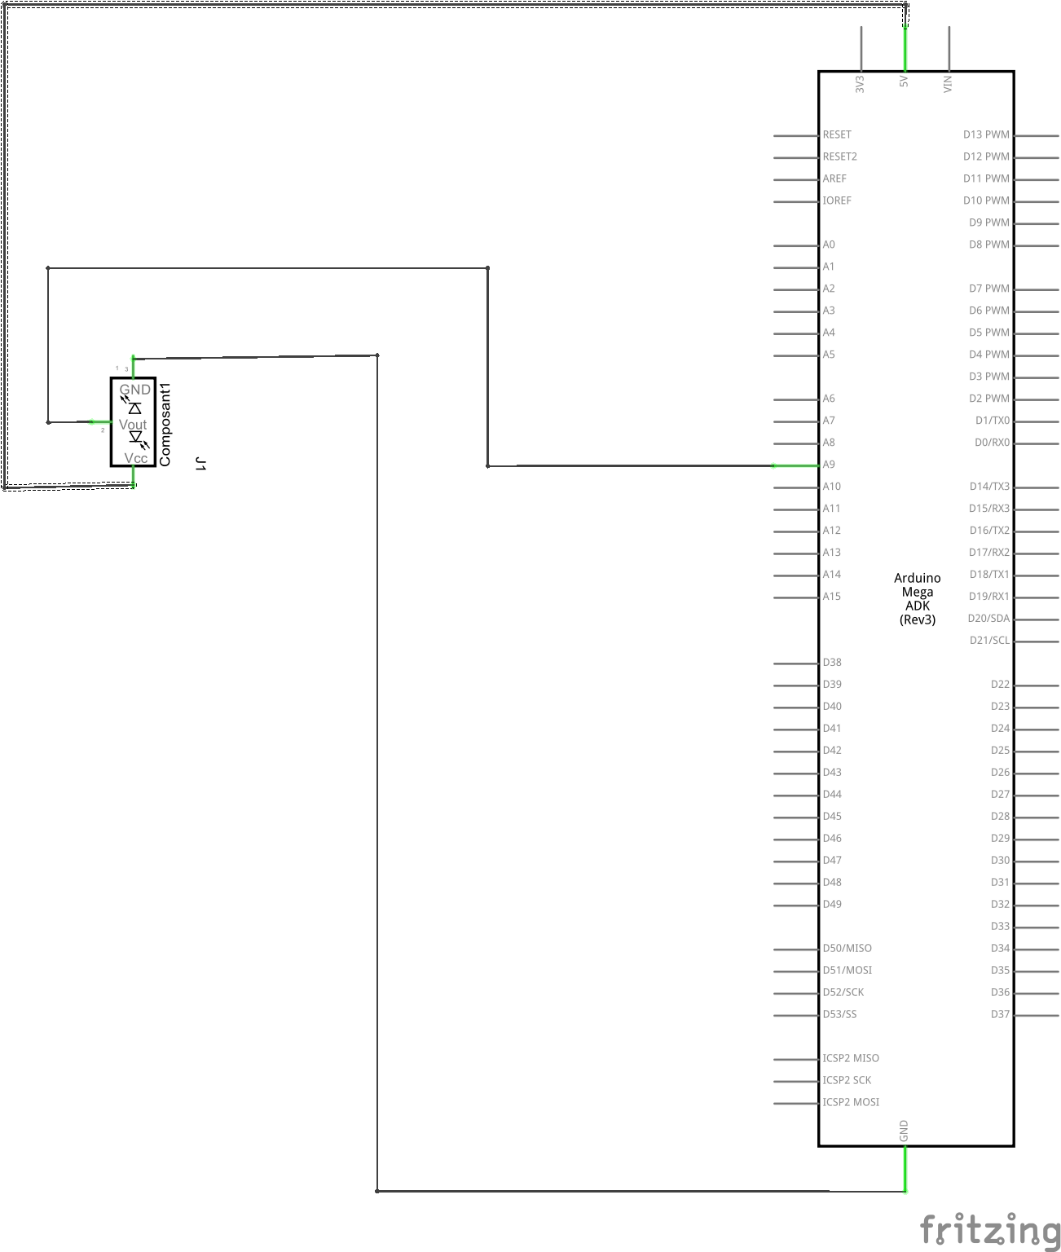 3V3
5V
VIN
RESET
D13 PWM
RESET2
D12 PWM
AREF
D11 PWM
IOREF
D10 PWM
D9 PWM
A0
D8 PWM
A1
A2
D7 PWM
A3
D6 PWM
A4
D5 PWM
A5
D4 PWM
D3 PWM
A6
D2 PWM
A7
D1/TX0
A8
D0/RX0
A9
A10
D14/TX3
A11
D15/RX3
A12
D16/TX2
A13
D17/RX2
A14
D18/TX1
A15
D19/RX1
D20/SDA
D21/SCL
Arduino
Mega
ADK
(Rev3)
D38
D39
D22
D40
D23
D41
D24
D42
D25
D43
D26
D44
D27
D45
D28
D46
D29
D47
D30
D48
D31
D49
D32
D33
D50/MISO
D34
D51/MOSI
D35
D52/SCK
D36
D53/SS
D37
ICSP2 MISO
ICSP2 SCK
ICSP2 MOSI
GND
1
3
GND
Vout
2
Vcc
Composant1
J1
fritzing